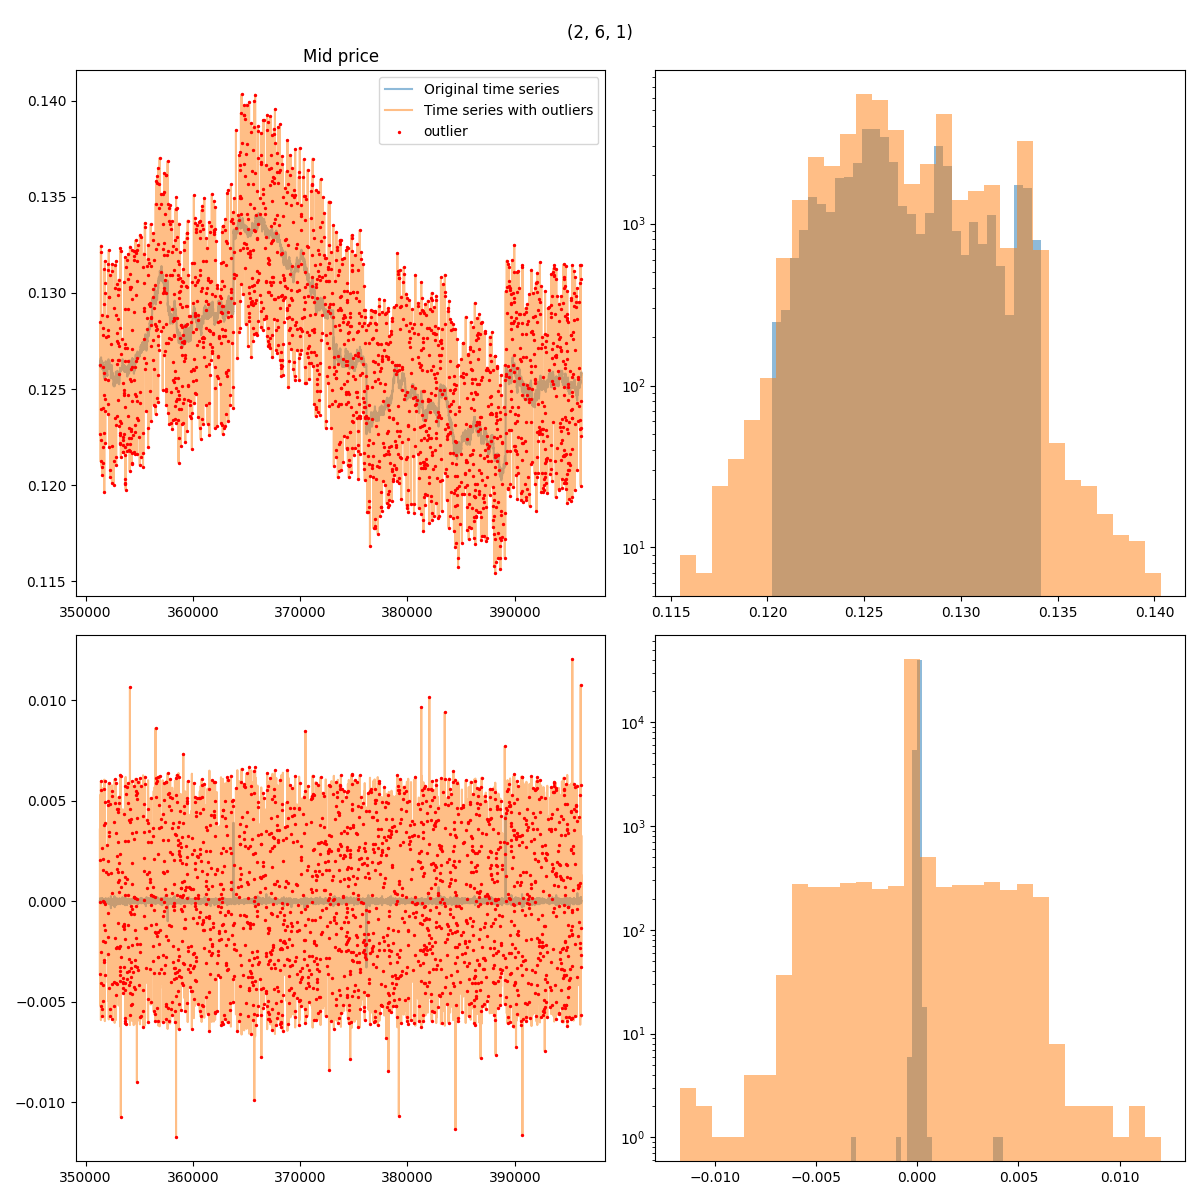 (2, 6, 1)
Mid price
Original time series
Time series with outliers
outlier
0.140
0.135
0.130
0.125
0.120
0.115
350000 360000 370000 380000 390000
10³
10²
10¹
0.115 0.120 0.125 0.130 0.135 0.140
0.010
0.005
0.000
−0.005
−0.010
350000 360000 370000 380000 390000
10⁴
10³
10²
10¹
10⁰
−0.010 −0.005 0.000 0.005 0.010